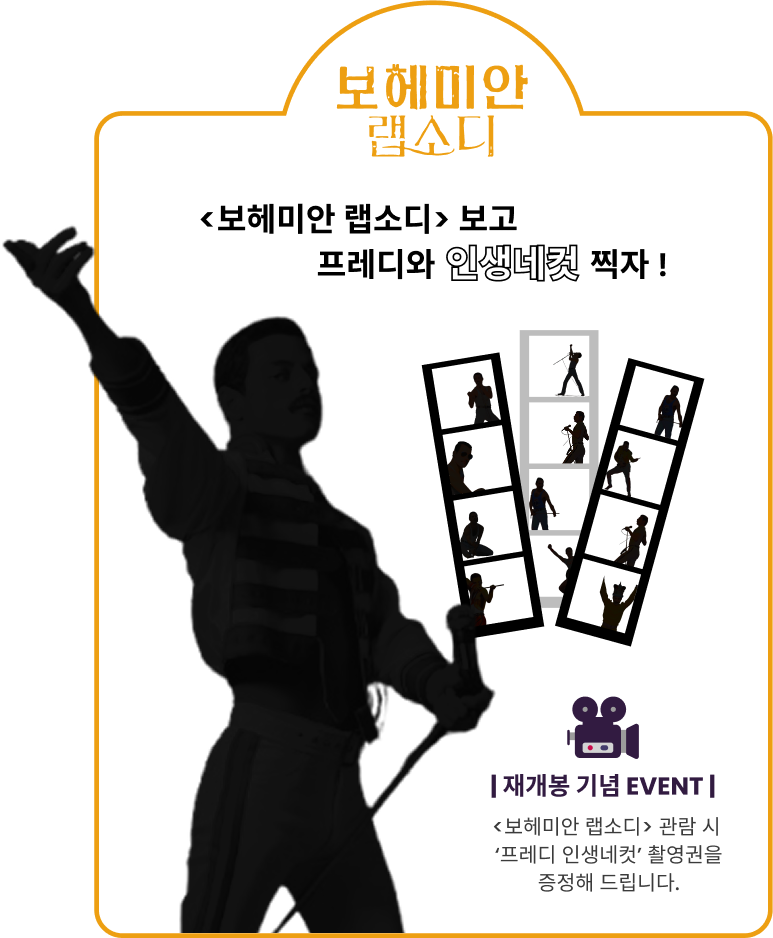 보헤미안
랩소디
<보헤미안 랩소디> 보고
프레디와 인생네컷 찍자 !
| 재개봉 기념 EVENT |
<보헤미안 랩소디> 관람 시
‘프레디 인생네컷’ 촬영권을
증정해 드립니다.